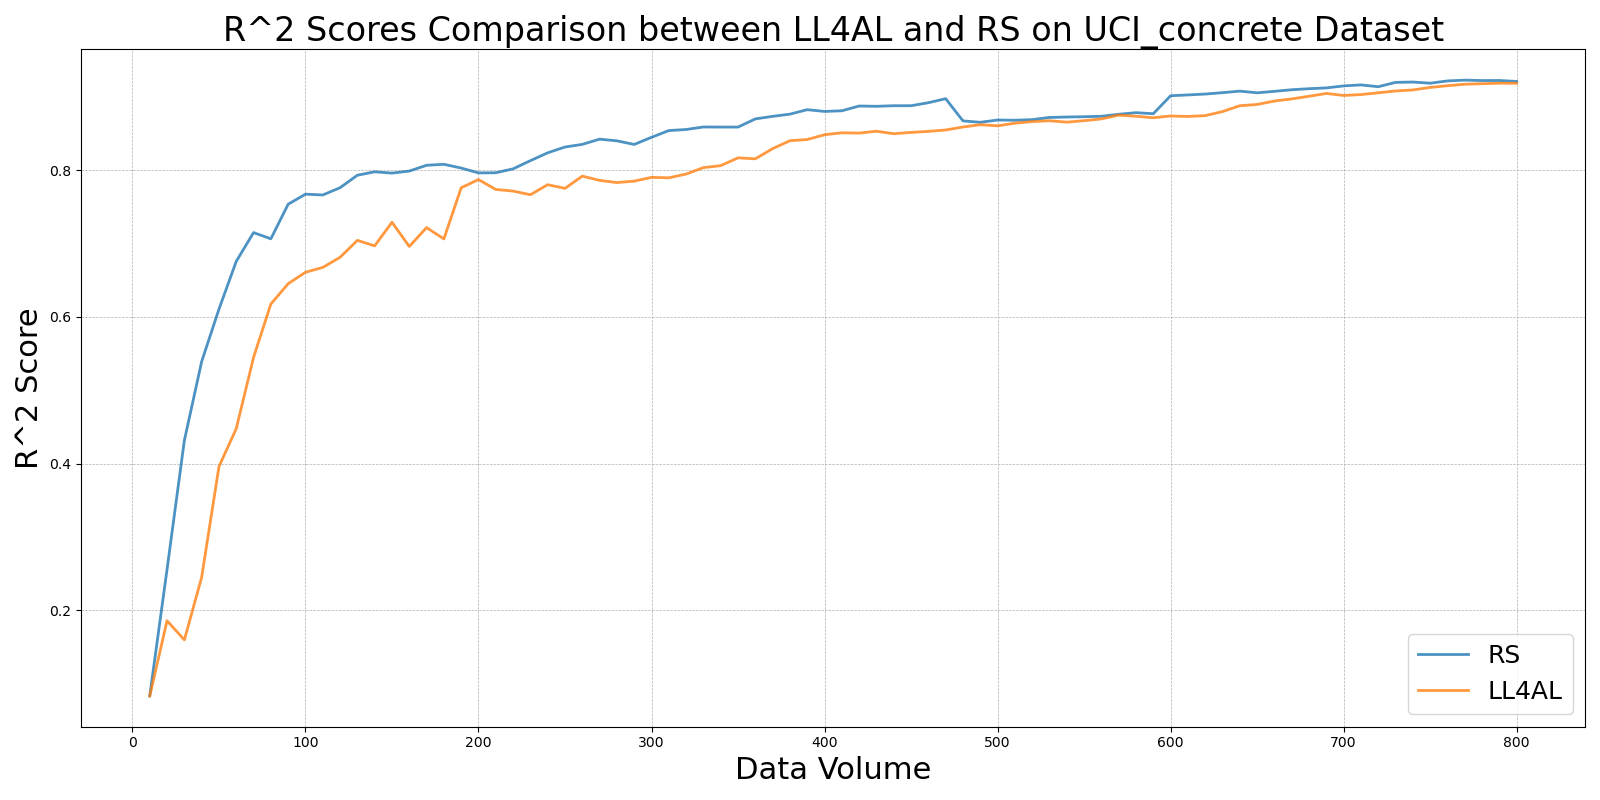 R^2 Scores Comparison between LL4AL and RS on UCI_concrete Dataset
R^2 Score
0.8
0.6
0.4
0.2
RS
LL4AL
0 100 200 300 400 500 600 700 800
Data Volume